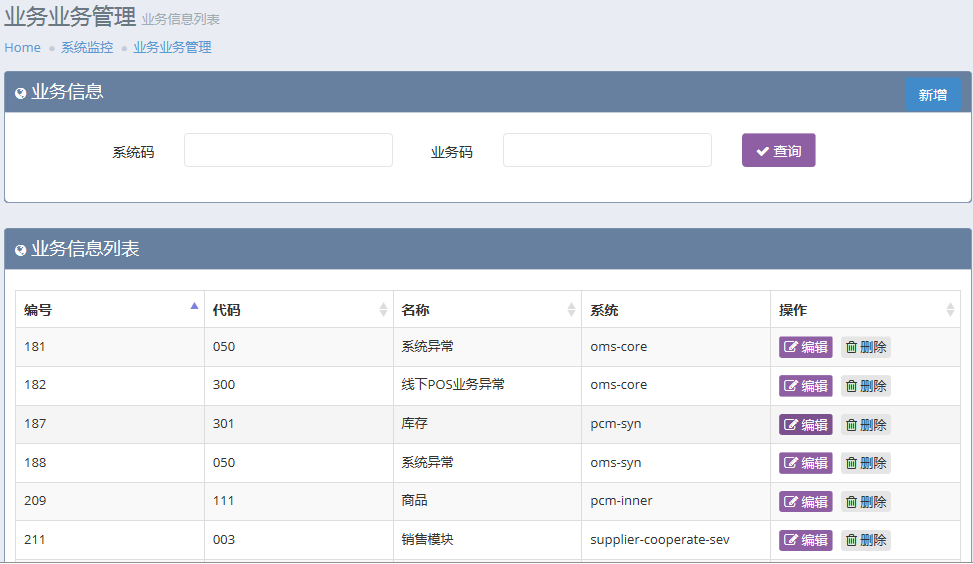 业务业务管理 业务信息列表
Home 系统监控 业务业务管理
业务信息 新增
系统码 业务码 查询
业务信息列表
编号 代码 名称 系统 操作
181 050 系统异常 oms-core 编辑 删除
182 300 线下POS业务异常 oms-core 编辑 删除
187 301 库存 pcm-syn 编辑 删除
188 050 系统异常 oms-syn 编辑 删除
209 111 商品 pcm-inner 编辑 删除
211 003 销售模块 supplier-cooperate-sev 编辑 删除